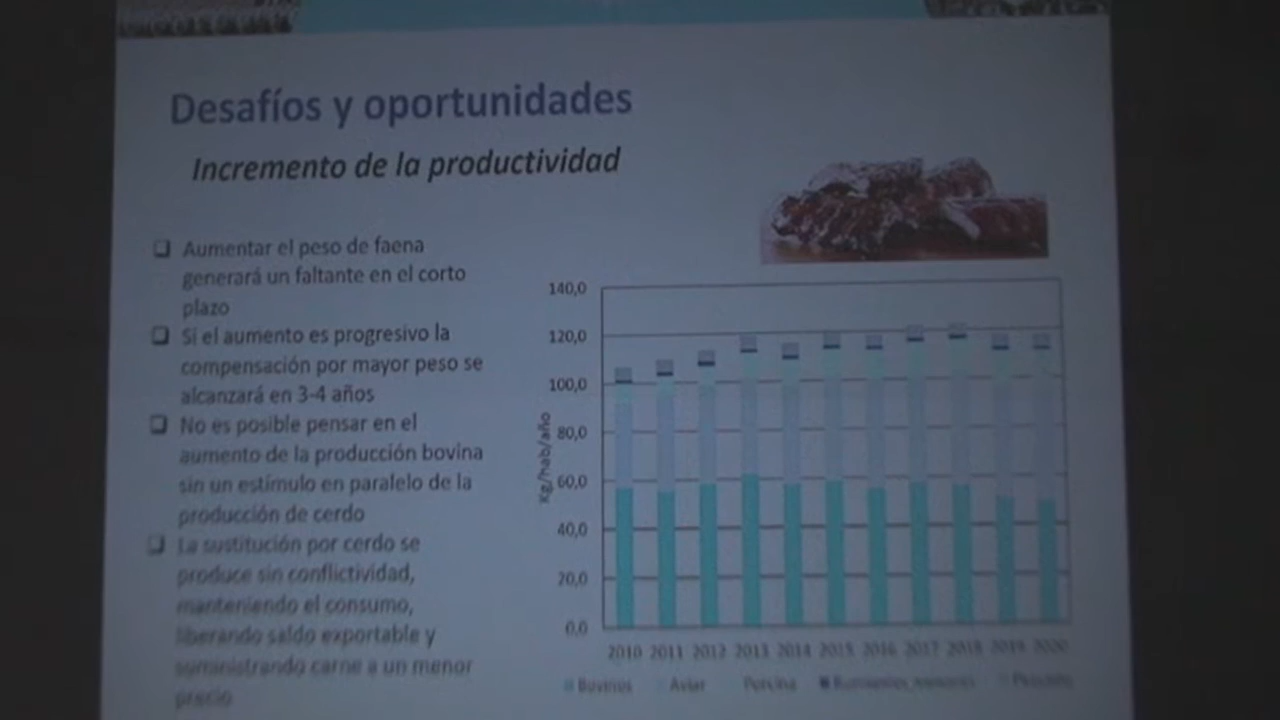 Desafíos y oportunidades
Incremento de la productividad
❑ Aumentar el peso de faena
generará un faltante en el corto
plazo
❑ Si el aumento es progresivo la
compensación por mayor peso se
alcanzará en 3-4 años
❑ No es posible pensar en el
aumento de la producción bovina
sin un estímulo en paralelo de la
producción de cerdo
❑ La sustitución por cerdo se
produce sin conflictividad,
manteniendo el consumo,
liberando saldo exportable y
suministrando carne a un menor
precio
Kg/hab/año
140,0
120,0
100,0
80,0
60,0
40,0
20,0
0,0
2010 2011 2012 2013 2014 2015 2016 2017 2018 2019 2020
Bovinos Aviar Porcina Rumiantes menores Pescado